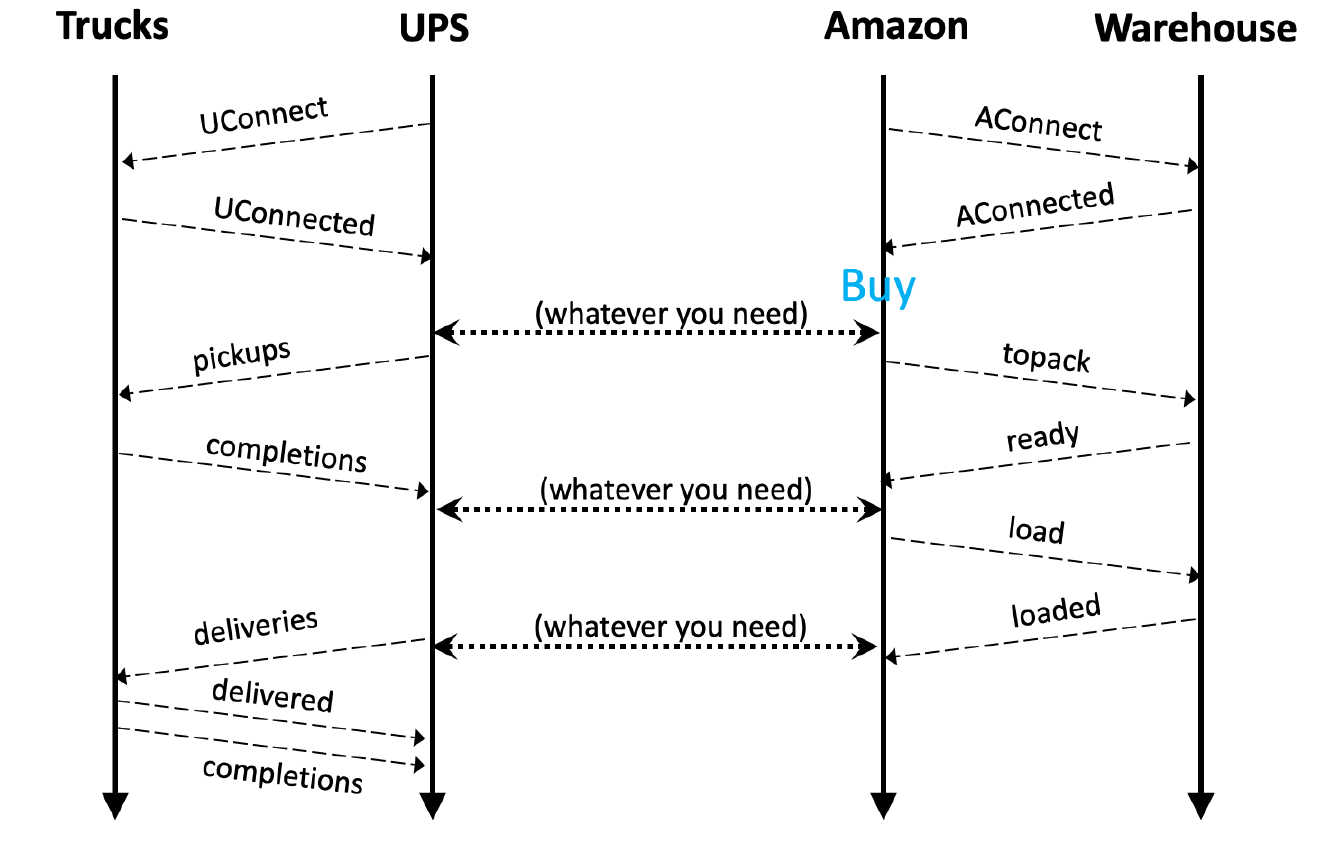 Trucks UPS Amazon Warehouse
UConnect AConnect
UConnected AConnected
Buy
(whatever you need)
pickups topack
completions ready
(whatever you need)
load
deliveries (whatever you need) loaded
delivered
completions